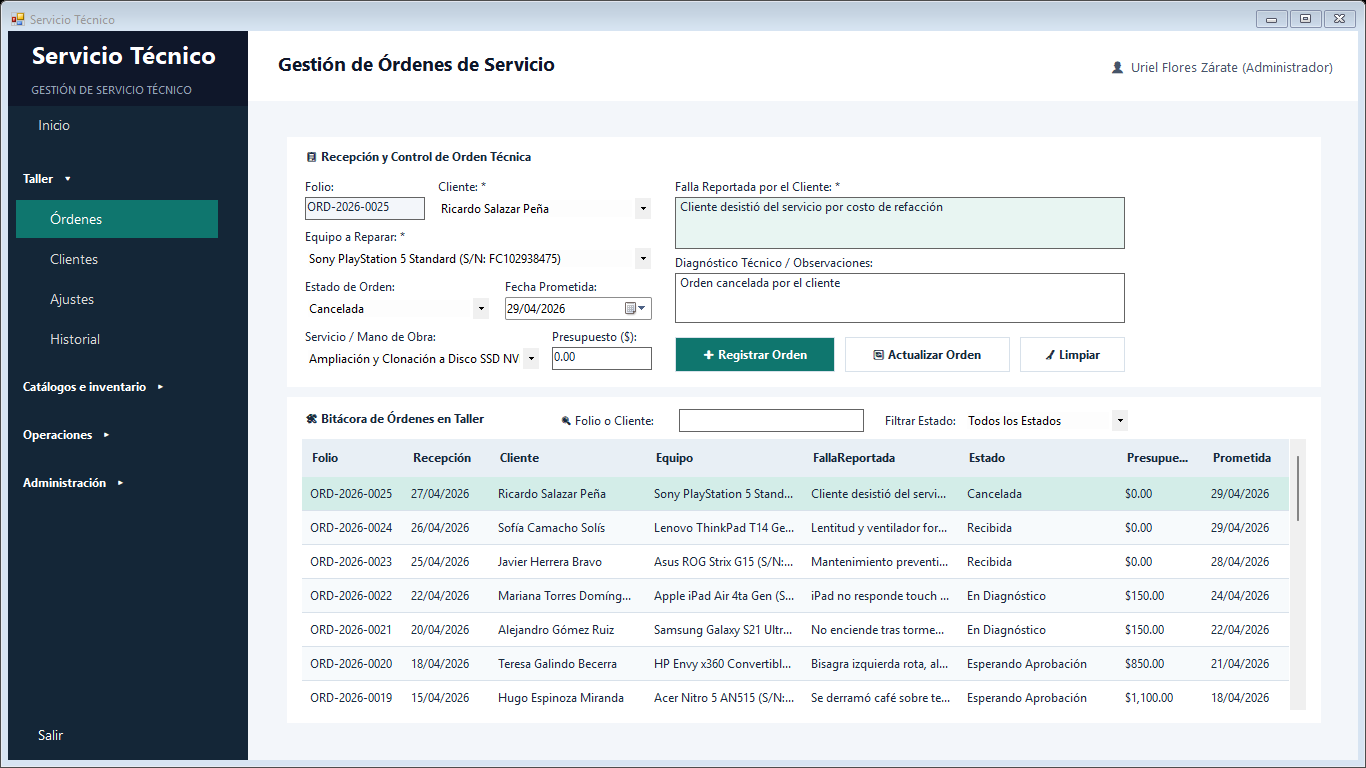 Servicio Técnico
Servicio Técnico
GESTIÓN DE SERVICIO TÉCNICO
Inicio
Taller
Órdenes
Clientes
Ajustes
Historial
Catálogos e inventario
Operaciones
Administración
Salir
Gestión de Órdenes de Servicio
Uriel Flores Zárate (Administrador)
Recepción y Control de Orden Técnica
Folio:
ORD-2026-0025
Cliente: *
Ricardo Salazar Peña
Equipo a Reparar: *
Sony PlayStation 5 Standard (S/N: FC102938475)
Estado de Orden:
Cancelada
Fecha Prometida:
29/04/2026
Servicio / Mano de Obra:
Ampliación y Clonación a Disco SSD NV
Presupuesto ($):
0.00
Falla Reportada por el Cliente: *
Cliente desistió del servicio por costo de refacción
Diagnóstico Técnico / Observaciones:
Orden cancelada por el cliente
Registrar Orden
Actualizar Orden
Limpiar
Bitácora de Órdenes en Taller
Folio o Cliente:
Filtrar Estado:
Todos los Estados
Folio Recepción Cliente Equipo FallaReportada Estado Presupue... Prometida
ORD-2026-0025 27/04/2026 Ricardo Salazar Peña Sony PlayStation 5 Stand... Cliente desistió del servi... Cancelada $0.00 29/04/2026
ORD-2026-0024 26/04/2026 Sofía Camacho Solís Lenovo ThinkPad T14 Ge... Lentitud y ventilador for... Recibida $0.00 29/04/2026
ORD-2026-0023 25/04/2026 Javier Herrera Bravo Asus ROG Strix G15 (S/N:... Mantenimiento preventi... Recibida $0.00 28/04/2026
ORD-2026-0022 22/04/2026 Mariana Torres Domíng... Apple iPad Air 4ta Gen (S... iPad no responde touch ... En Diagnóstico $150.00 24/04/2026
ORD-2026-0021 20/04/2026 Alejandro Gómez Ruiz Samsung Galaxy S21 Ultr... No enciende tras torme... En Diagnóstico $150.00 22/04/2026
ORD-2026-0020 18/04/2026 Teresa Galindo Becerra HP Envy x360 Convertibl... Bisagra izquierda rota, al... Esperando Aprobación $850.00 21/04/2026
ORD-2026-0019 15/04/2026 Hugo Espinoza Miranda Acer Nitro 5 AN515 (S/N:... Se derramó café sobre te... Esperando Aprobación $1,100.00 18/04/2026